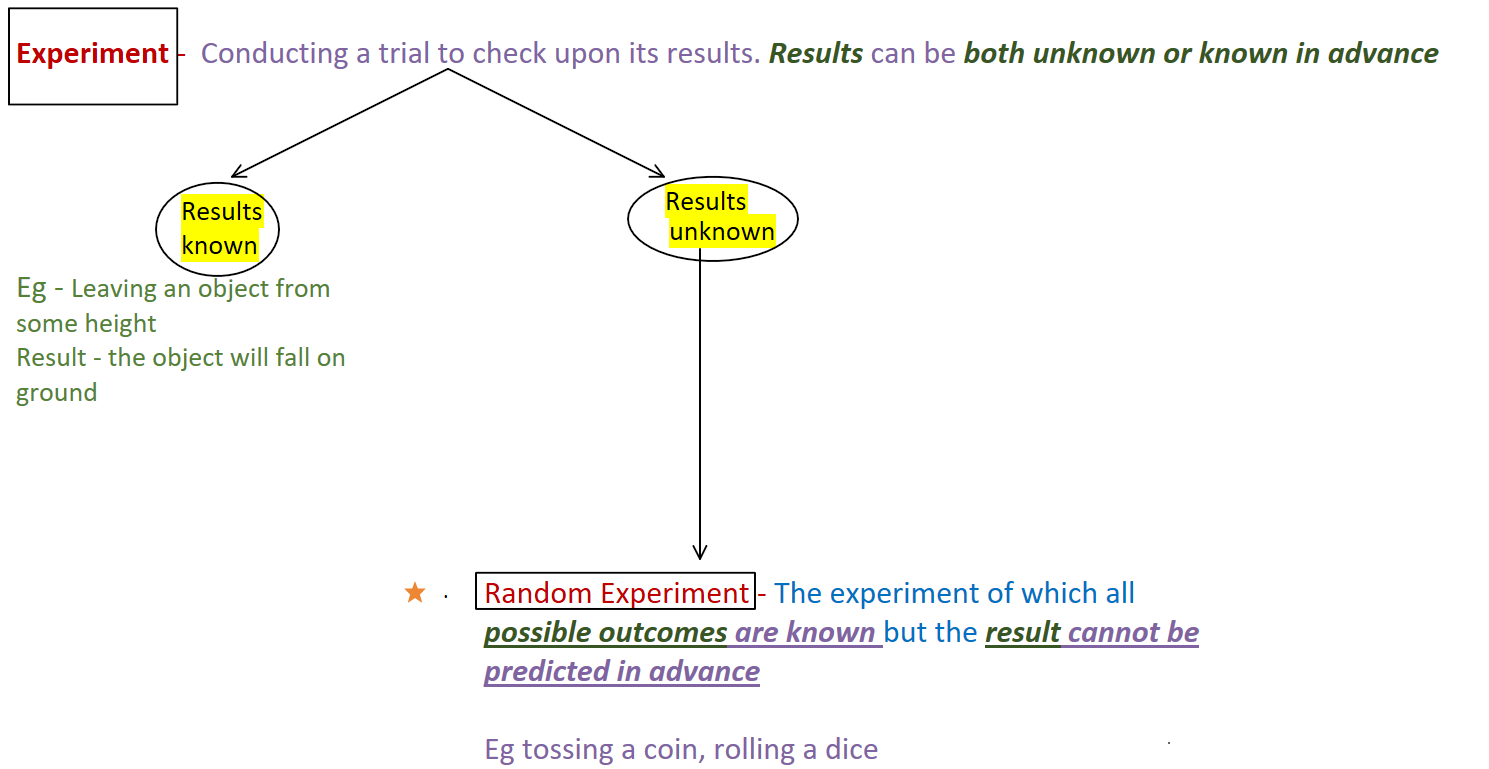 Experiment - Conducting a trial to check upon its results. Results can be both unknown or known in advance
Results
known
Results
unknown
Eg - Leaving an object from
some height
Result - the object will fall on
ground
Random Experiment - The experiment of which all
possible outcomes are known but the result cannot be
predicted in advance
Eg tossing a coin, rolling a dice